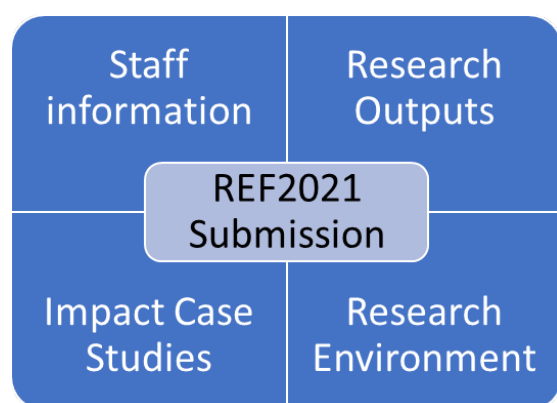 Staff
information
Research
Outputs
REF2021
Submission
Impact Case
Studies
Research
Environment